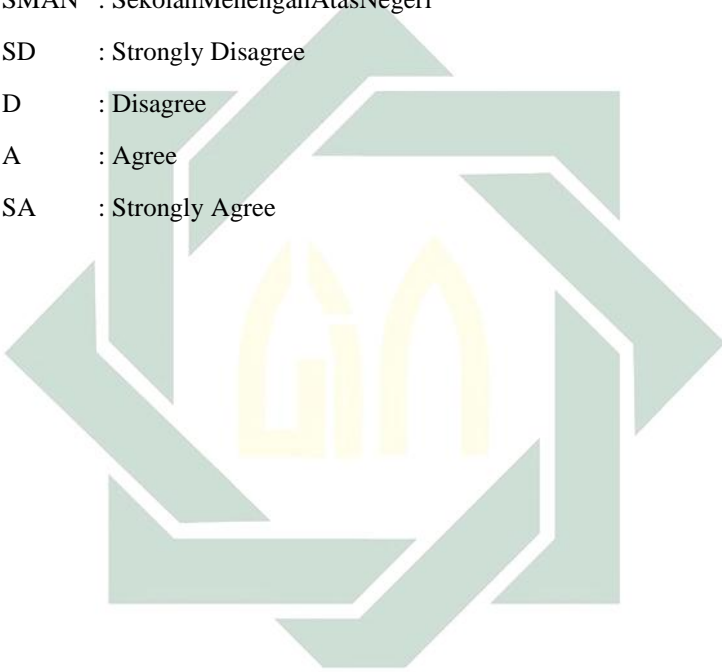 SMAN : SekolahMenengahAtasNegeri
SD : Strongly Disagree
D : Disagree
A : Agree
SA : Strongly Agree